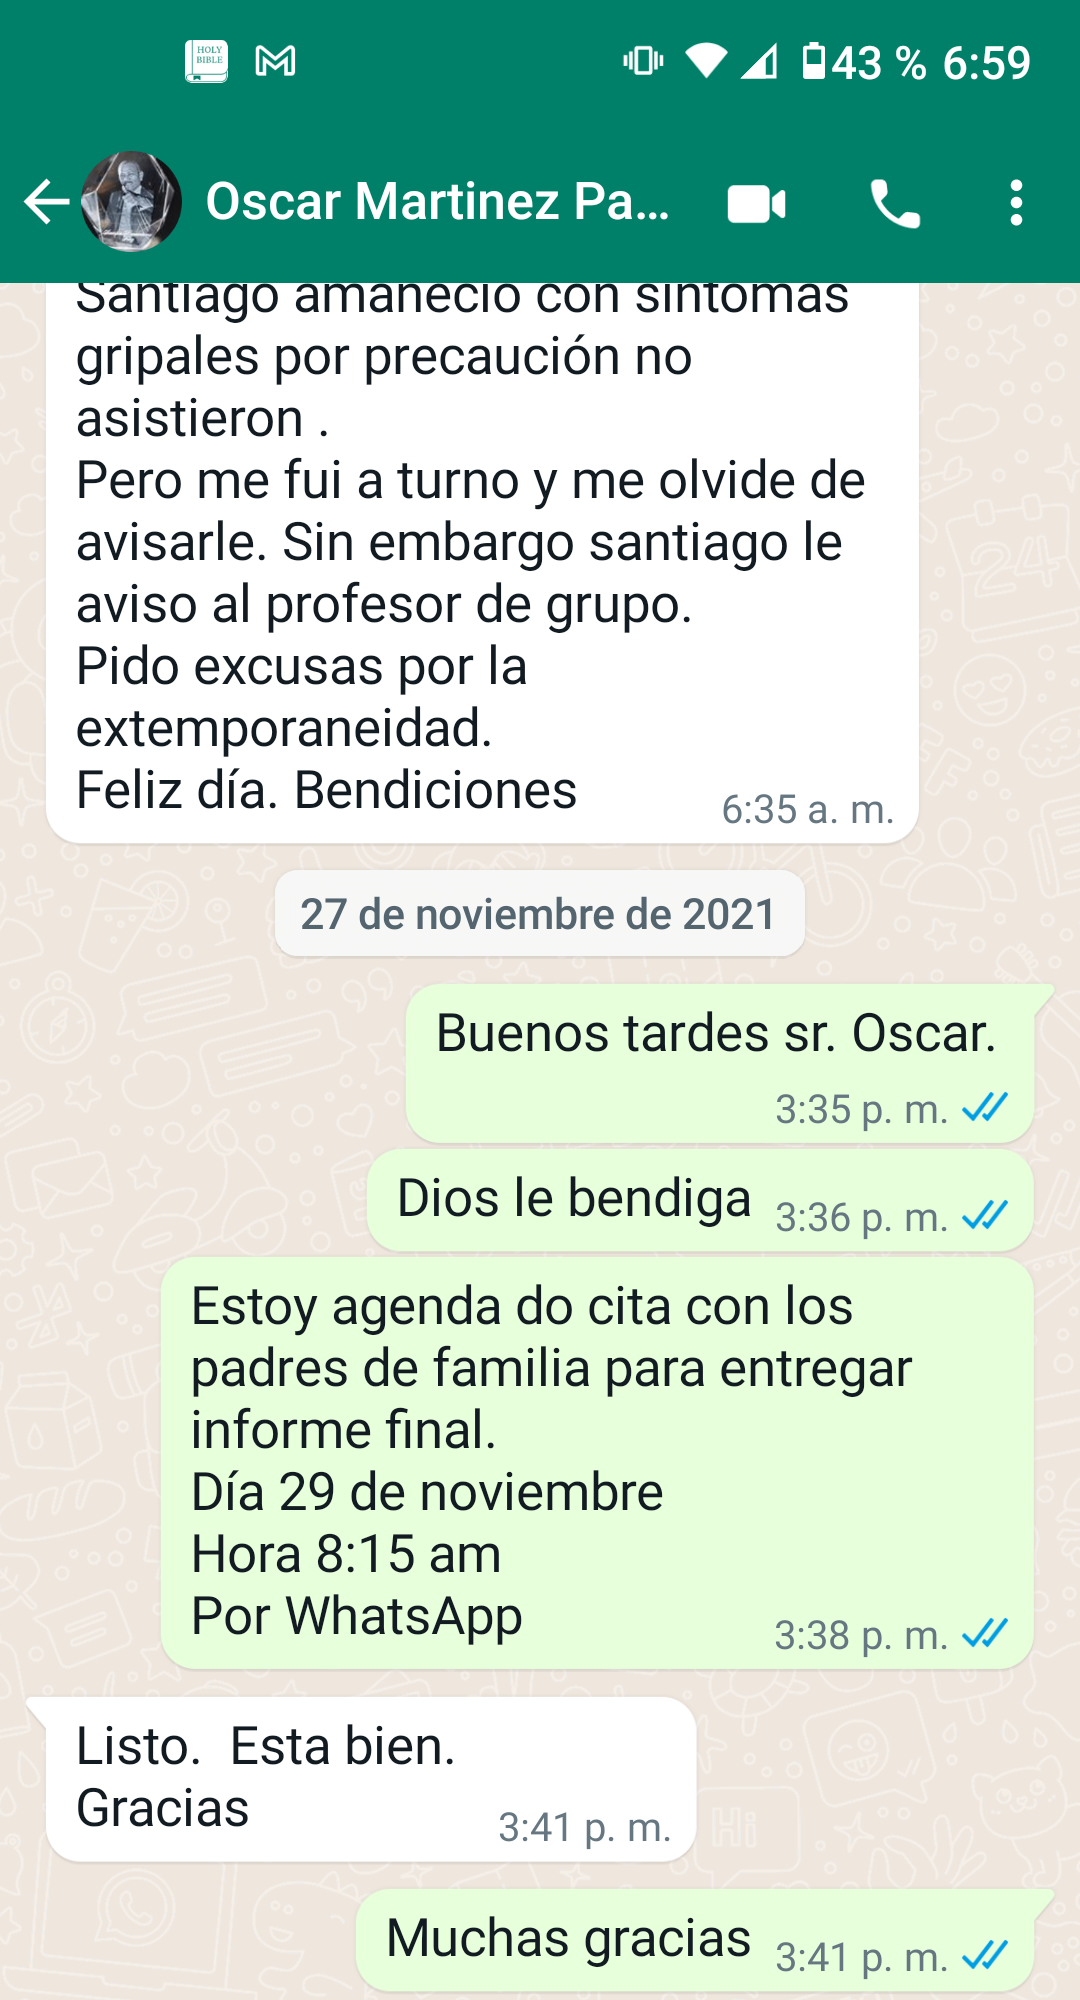 HOLY
BIBLE
43 % 6:59
Oscar Martinez Pa...
Santiago amaneció con síntomas
gripales por precaución no
asistieron .
Pero me fui a turno y me olvide de
avisarle. Sin embargo santiago le
aviso al profesor de grupo.
Pido excusas por la
extemporaneidad.
Feliz día. Bendiciones
6:35 a. m.
27 de noviembre de 2021
Buenos tardes sr. Oscar.
3:35 p. m.
Dios le bendiga 3:36 p. m.
Estoy agenda do cita con los
padres de familia para entregar
informe final.
Día 29 de noviembre
Hora 8:15 am
Por WhatsApp
3:38 p. m.
Listo.  Esta bien.
Gracias
3:41 p. m.
Muchas gracias 3:41 p. m.